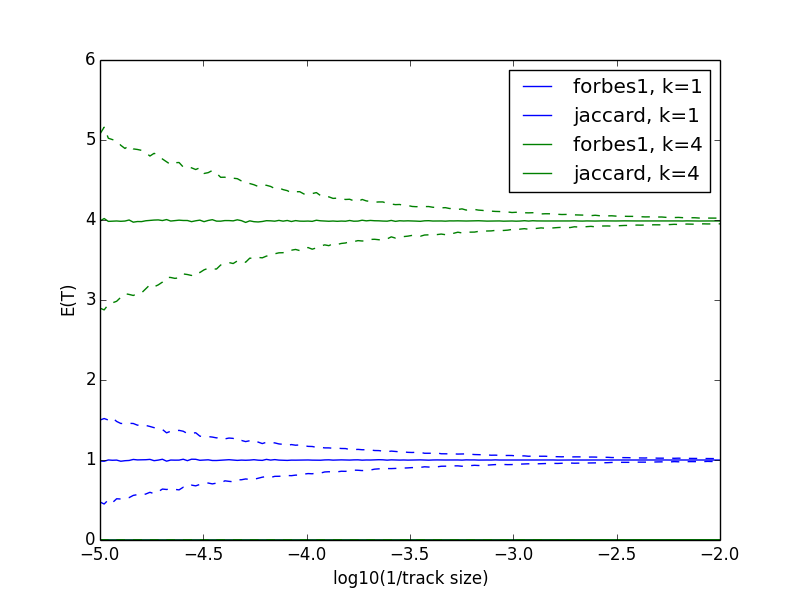 6
5
4
3
2
1
0
E(T)
forbes1, k=1
jaccard, k=1
forbes1, k=4
jaccard, k=4
−5.0 −4.5 −4.0 −3.5 −3.0 −2.5 −2.0
log10(1/track size)